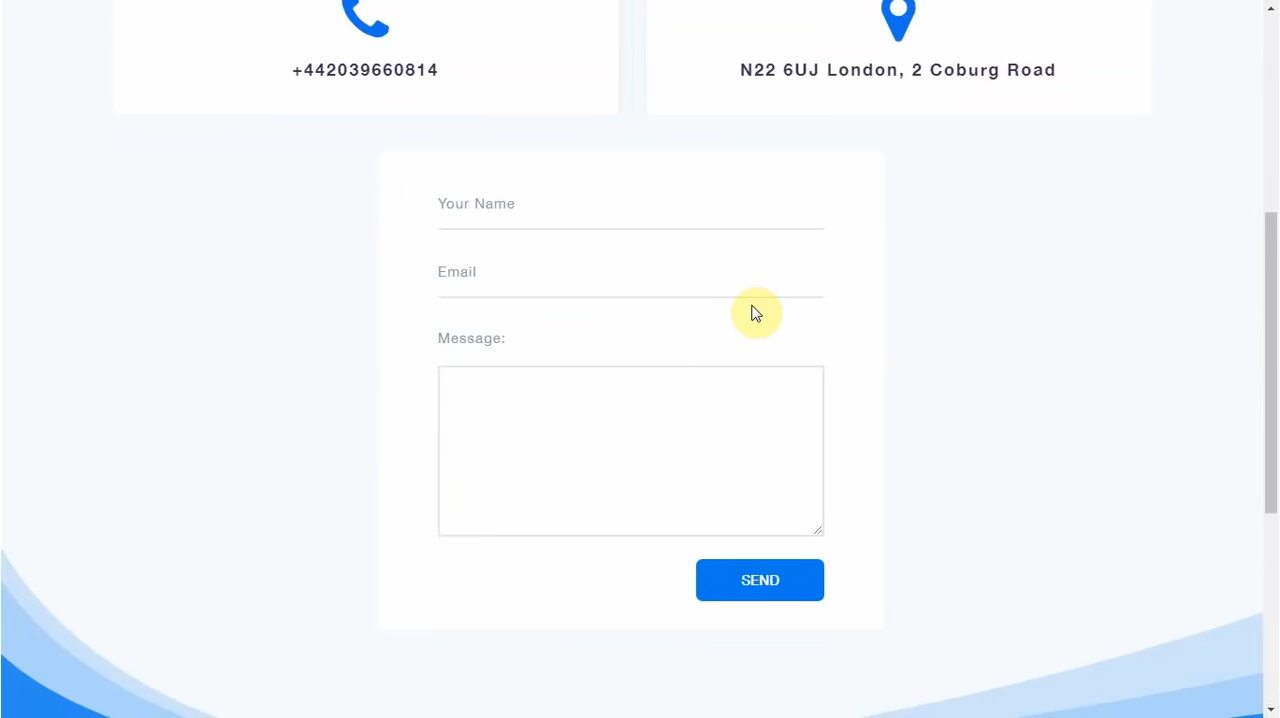 +442039660814
N22 6UJ London, 2 Coburg Road
Your Name
Email
Message:
SEND